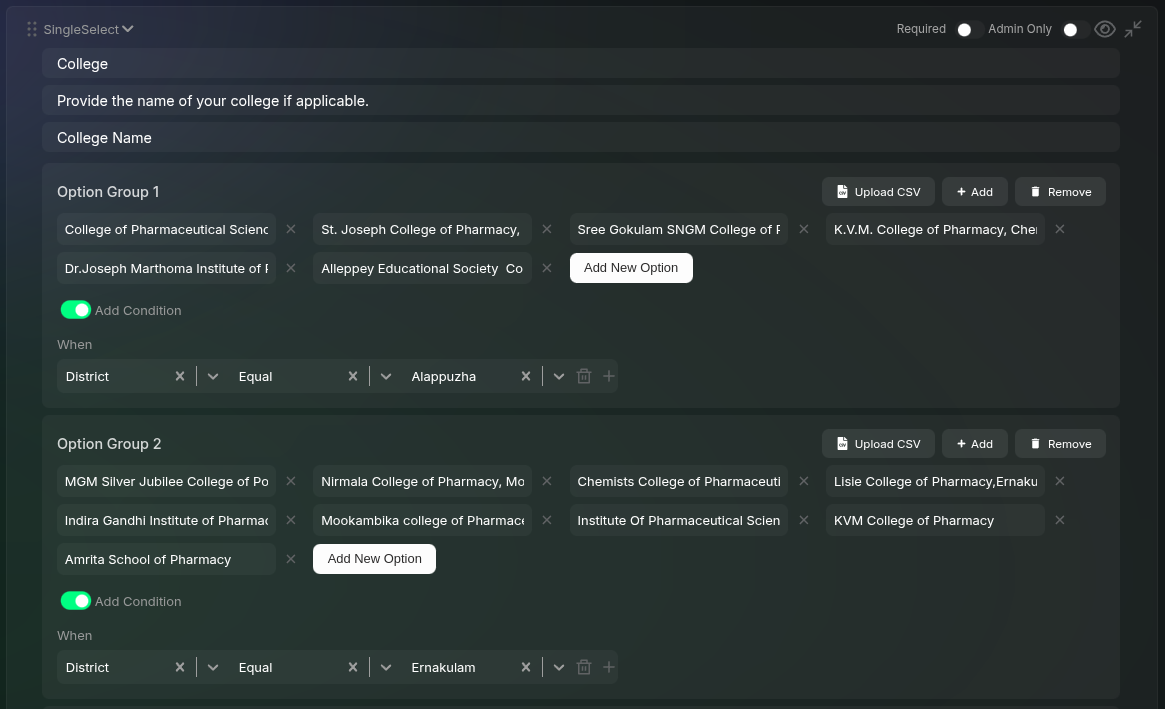 SingleSelect Required Admin Only
College
Provide the name of your college if applicable.
College Name
Option Group 1 Upload CSV + Add Remove
College of Pharmaceutical Scienc St. Joseph College of Pharmacy, Sree Gokulam SNGM College of K.V.M. College of Pharmacy, Cher
Dr.Joseph Marthoma Institute of Alleppey Educational Society Co Add New Option
Add Condition
When
District Equal Alappuzha
Option Group 2 Upload CSV + Add Remove
MGM Silver Jubilee College of Po Nirmala College of Pharmacy, Mo Chemists College of Pharmaceuti Lisie College of Pharmacy,Ernaku
Indira Gandhi Institute of Pharmac Mookambika college of Pharmace Institute Of Pharmaceutical Scien KVM College of Pharmacy
Amrita School of Pharmacy Add New Option
Add Condition
When
District Equal Ernakulam